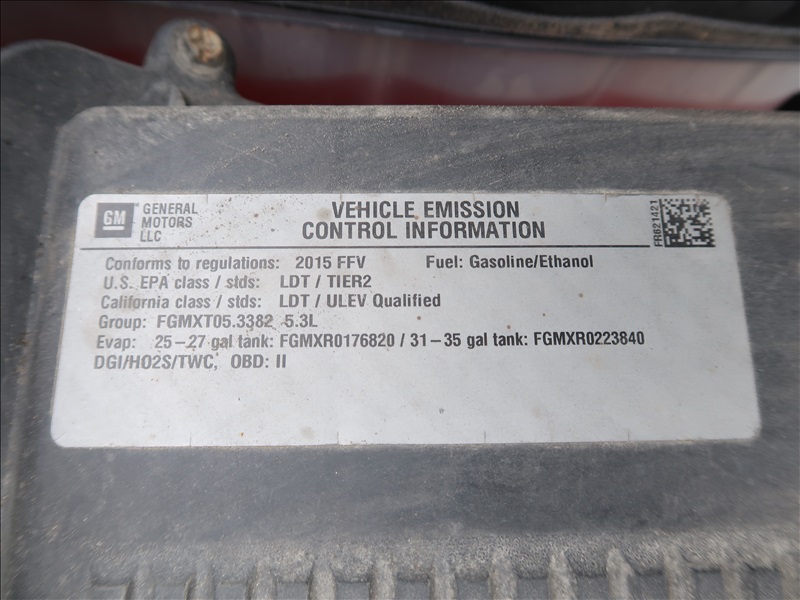 GM GENERAL MOTORS LLC
VEHICLE EMISSION
CONTROL INFORMATION
FR621421
Conforms to regulations: 2015 FFV Fuel: Gasoline/Ethanol
U.S. EPA class / stds: LDT / TIER2
California class / stds: LDT / ULEV Qualified
Group: FGMXT05.3382 5.3L
Evap: 25-27 gal tank: FGMXR0176820 / 31-35 gal tank: FGMXR0223840
DGI/HO2S/TWC, OBD: II